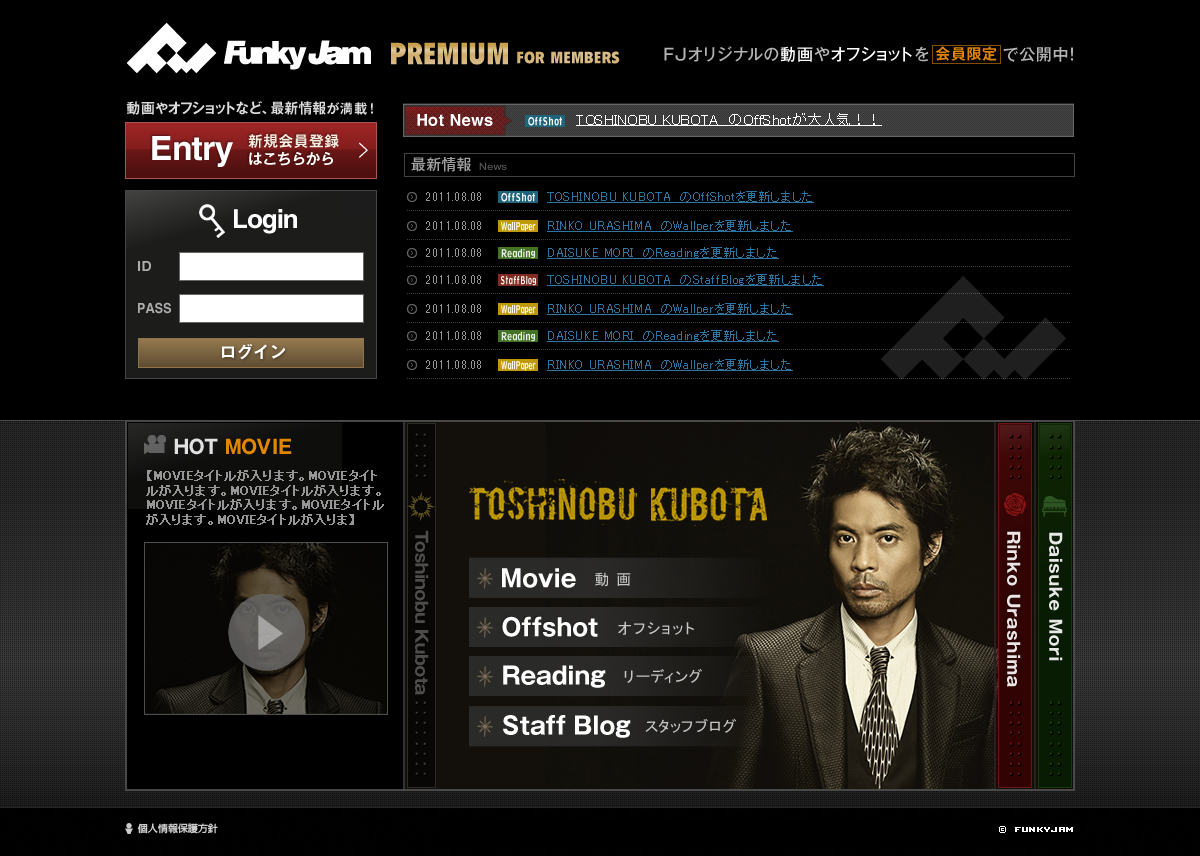 Funky Jam
PREMIUM FOR MEMBERS
FJオリジナルの動画やオフショットを会員限定で公開中!
動画やオフショットなど、最新情報が満載!
Entry 新規会員登録
はこちらから
Login
ID
PASS
ログイン
Hot News OffShot TOSHINOBU KUBOTA のOffShotが大人気！！
最新情報 News
2011.08.08 OffShot TOSHINOBU KUBOTA のOffShotを更新しました
2011.08.08 WallPaper RINKO URASHIMA のWallperを更新しました
2011.08.08 Reading DAISUKE MORI のReadingを更新しました
2011.08.08 StaffBlog TOSHINOBU KUBOTA のStaffBlogを更新しました
2011.08.08 WallPaper RINKO URASHIMA のWallperを更新しました
2011.08.08 Reading DAISUKE MORI のReadingを更新しました
2011.08.08 WallPaper RINKO URASHIMA のWallperを更新しました
HOT MOVIE
【MOVIEタイトルが入ります。MOVIEタイト
ルが入ります。MOVIEタイトルが入ります。
MOVIEタイトルが入ります。MOVIEタイトル
が入ります。MOVIEタイトルが入りま】
Toshinobu Kubota
TOSHINOBU KUBOTA
Movie 動画
Offshot オフショット
Reading リーディング
Staff Blog スタッフブログ
Rinko Urashima
Daisuke Mori
個人情報保護方針
© FUNKYJAM